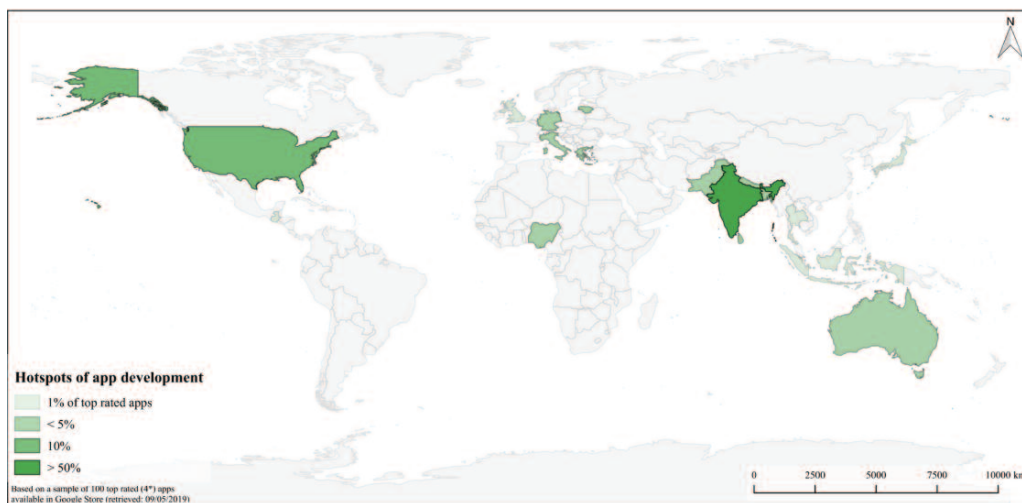 N
Hotspots of app development
1% of top rated apps
< 5%
10%
> 50%
Based on a sample of 100 top rated (4*) apps
available in Google Store (retrieved: 09/05/2019)
0 2500 5000 7500 10000 km